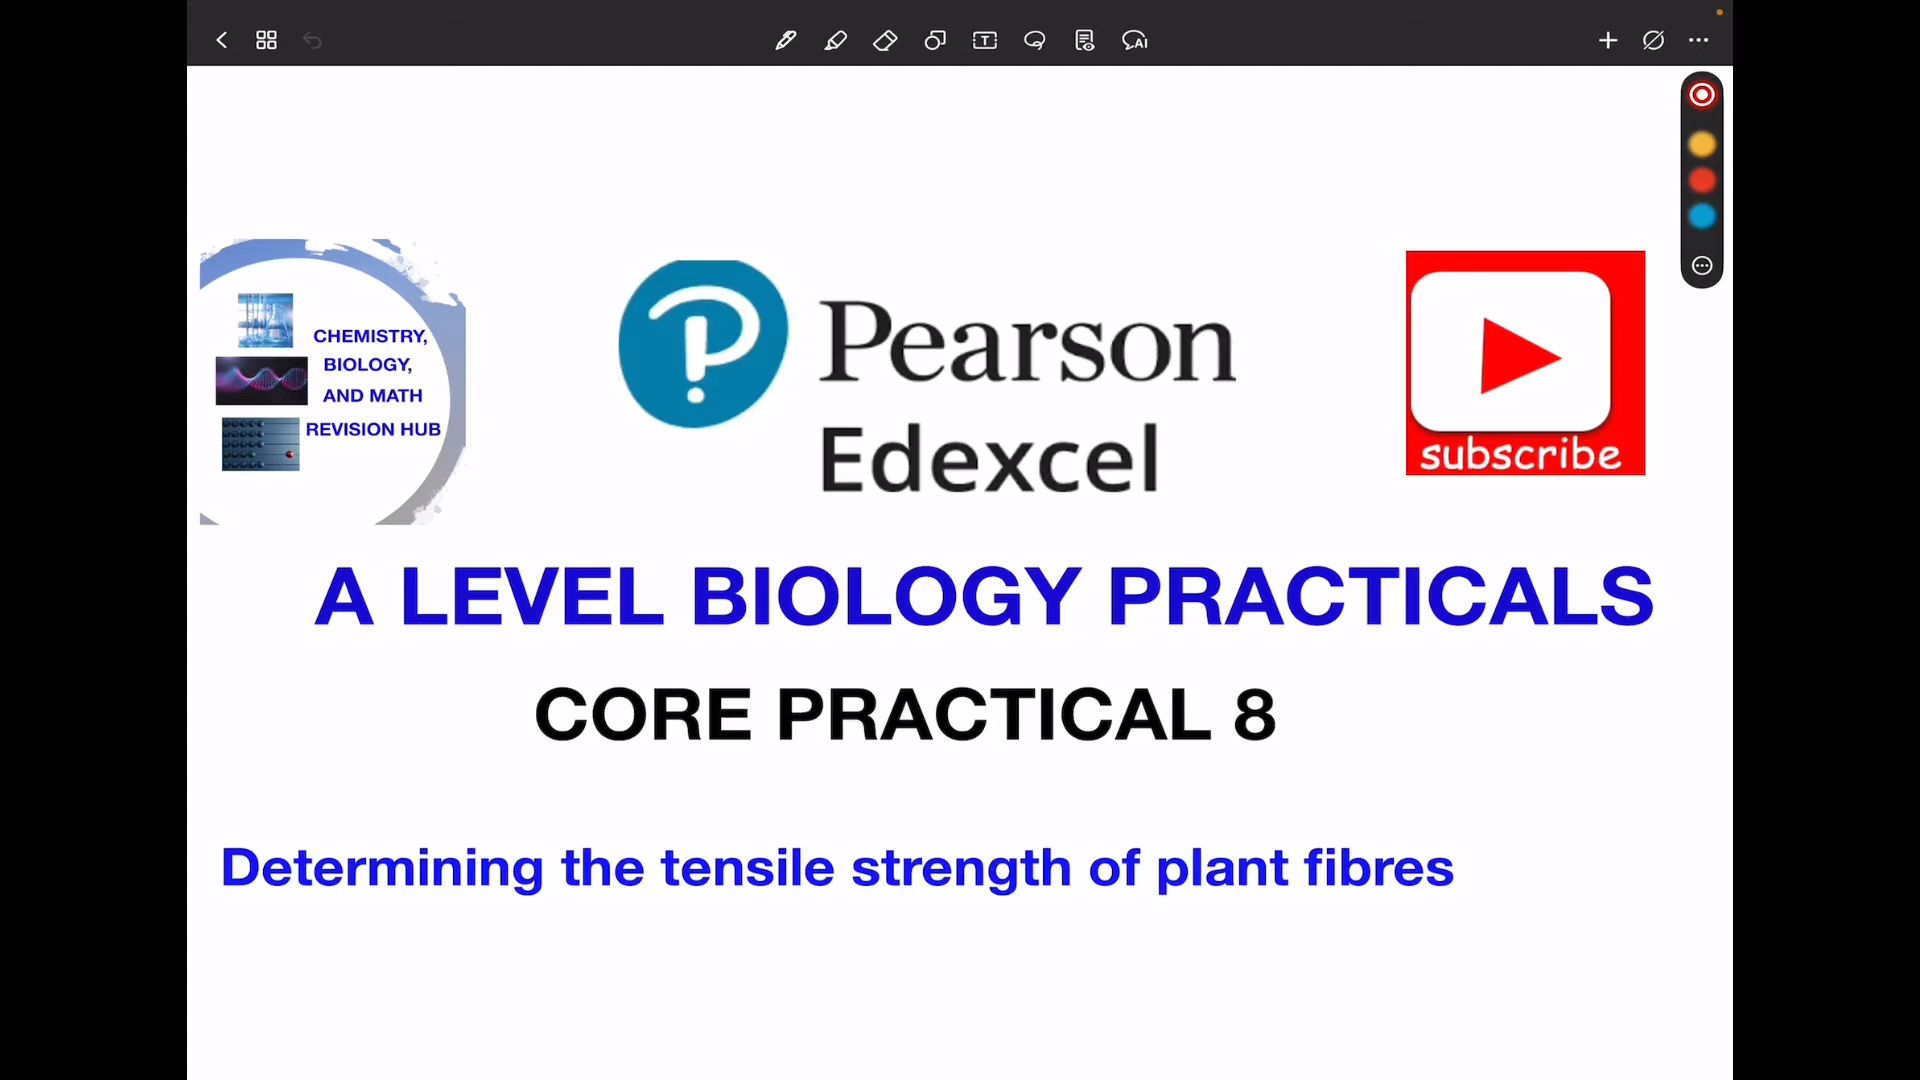 T
AI
CHEMISTRY,
BIOLOGY,
AND MATH
REVISION HUB
Pearson
Edexcel
subscribe
A LEVEL BIOLOGY PRACTICALS
CORE PRACTICAL 8
Determining the tensile strength of plant fibres